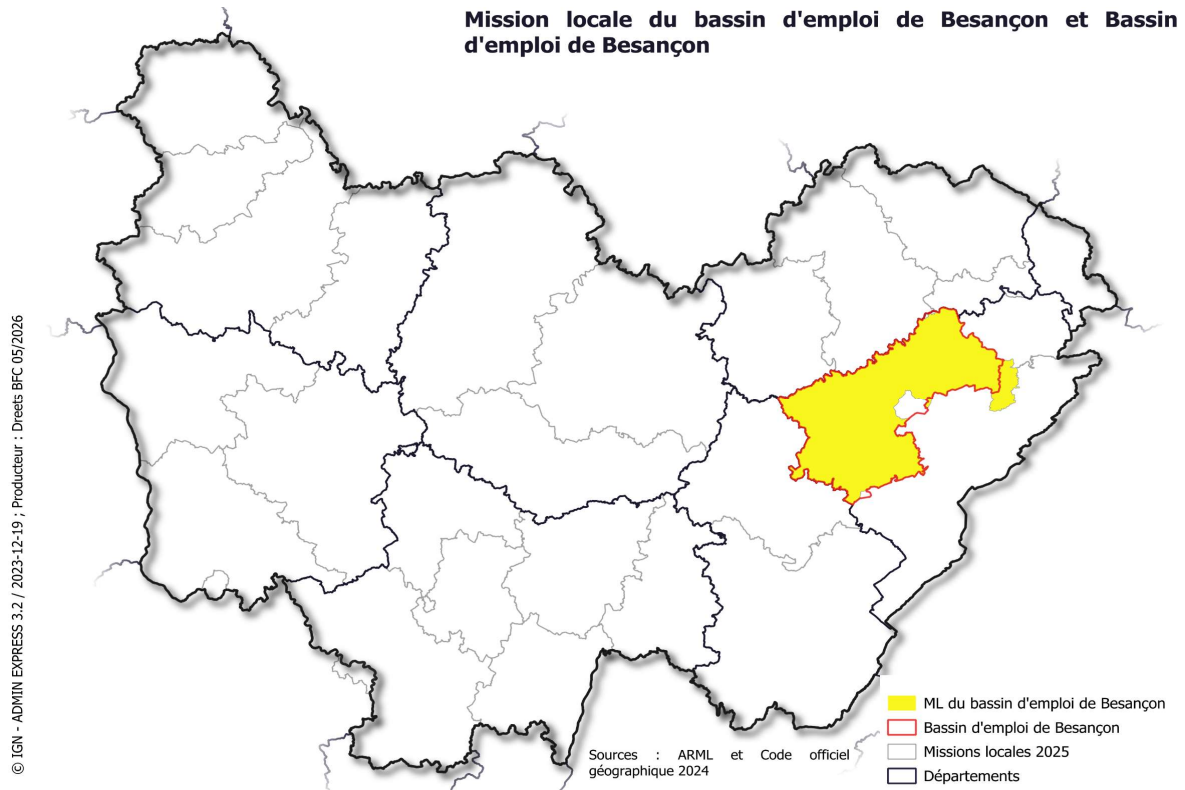 Mission locale du bassin d'emploi de Besançon et Bassin
d'emploi de Besançon
© IGN - ADMIN EXPRESS 3.2 / 2023-12-19 ; Producteur : Dreets BFC 05/2026
ML du bassin d'emploi de Besançon
Bassin d'emploi de Besançon
Missions locales 2025
Départements
Sources : ARML et Code officiel
géographique 2024